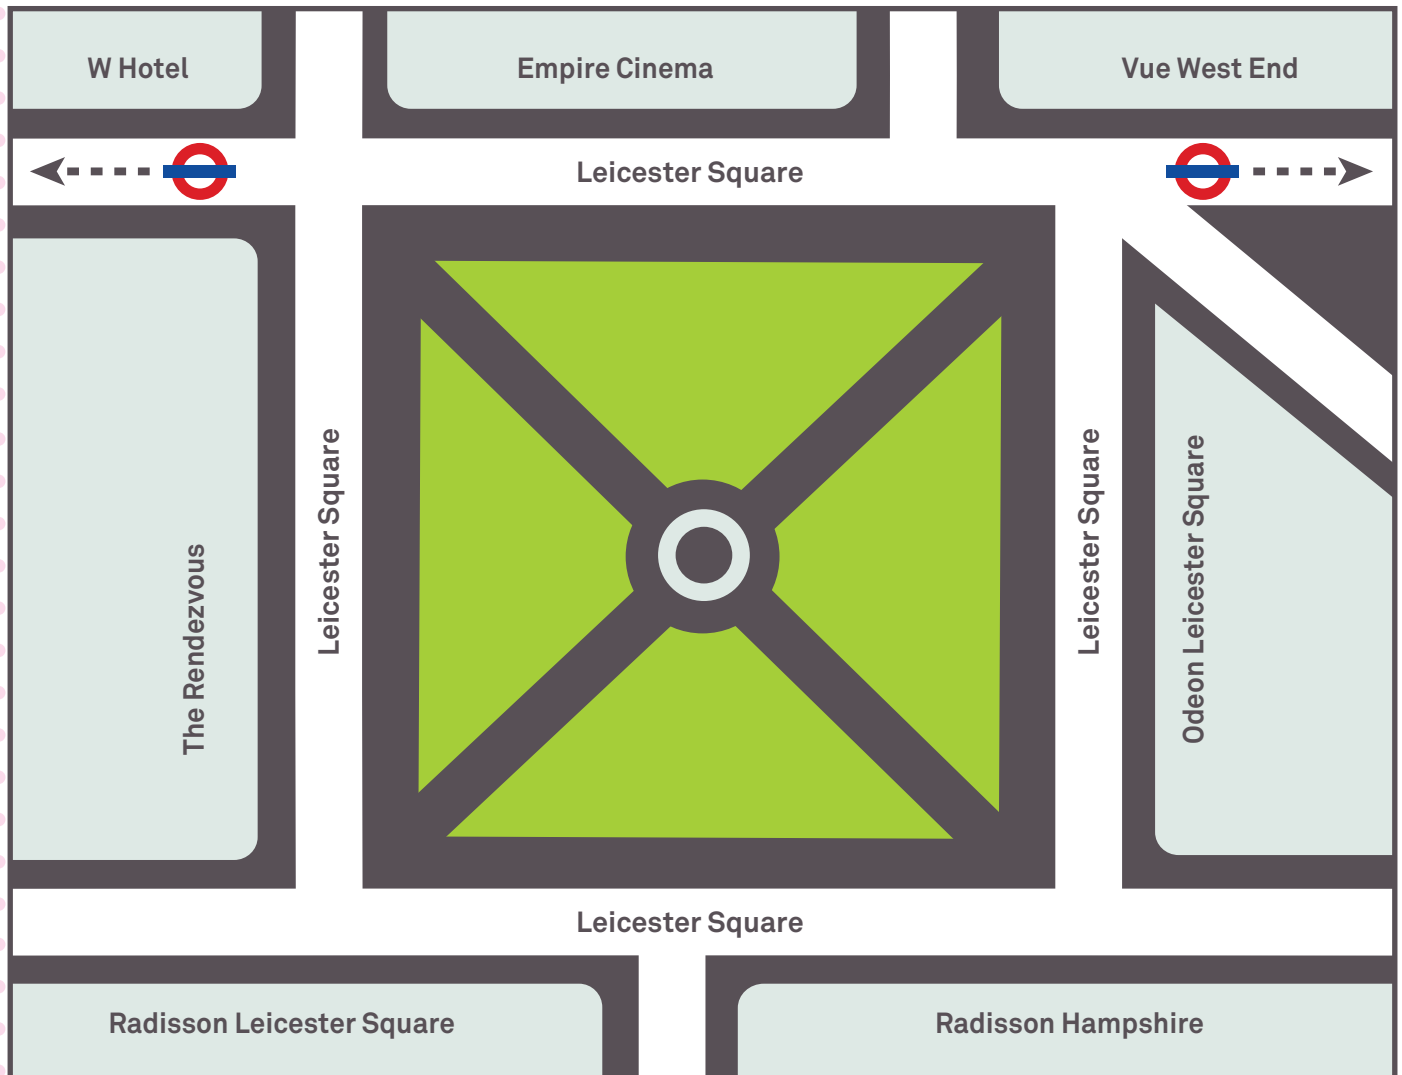 W Hotel
Empire Cinema
Vue West End
Leicester Square
Leicester Square
Leicester Square
The Rendezvous
Odeon Leicester Square
Leicester Square
Radisson Leicester Square
Radisson Hampshire